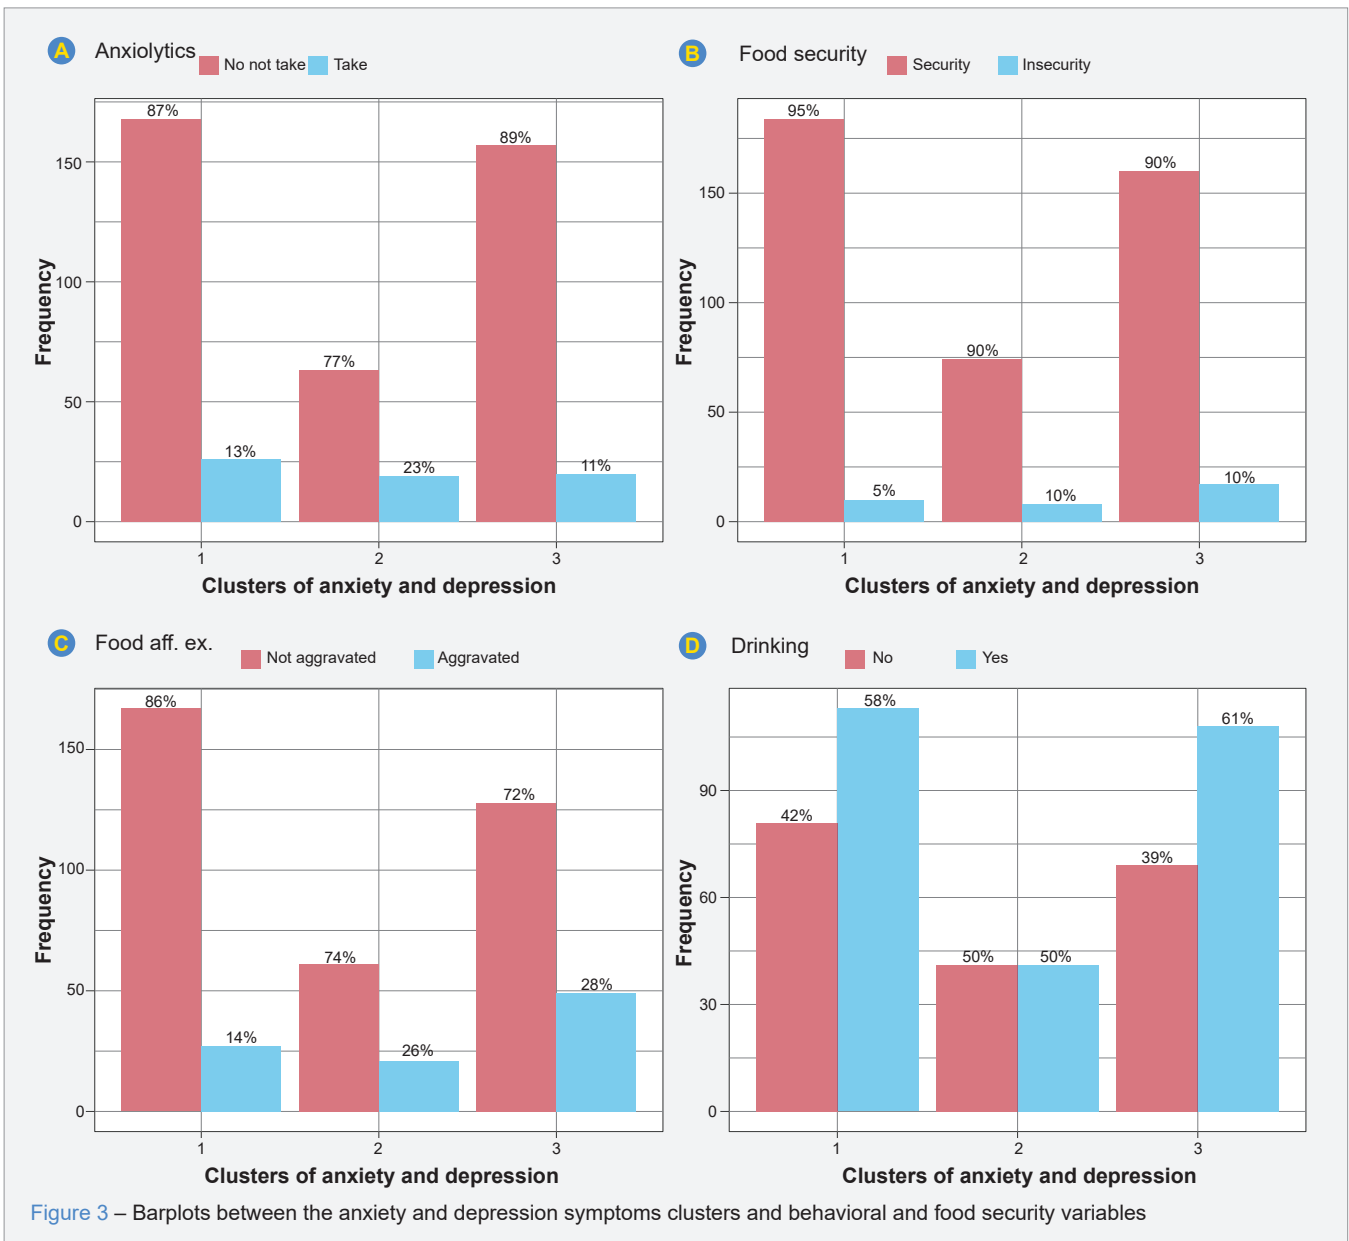 A Anxiolytics No not take Take
87%
89%
77%
13%
23%
11%
150
100
50
0
Frequency
1 2 3
Clusters of anxiety and depression
B Food security Security Insecurity
95%
90%
90%
5%
10%
10%
150
100
50
0
Frequency
1 2 3
Clusters of anxiety and depression
C Food aff. ex. Not aggravated Aggravated
86%
72%
74%
28%
14%
26%
150
100
50
0
Frequency
1 2 3
Clusters of anxiety and depression
D Drinking No Yes
58%
61%
42%
39%
50% 50%
90
60
30
0
Frequency
1 2 3
Clusters of anxiety and depression
Figure 3 – Barplots between the anxiety and depression symptoms clusters and behavioral and food security variables